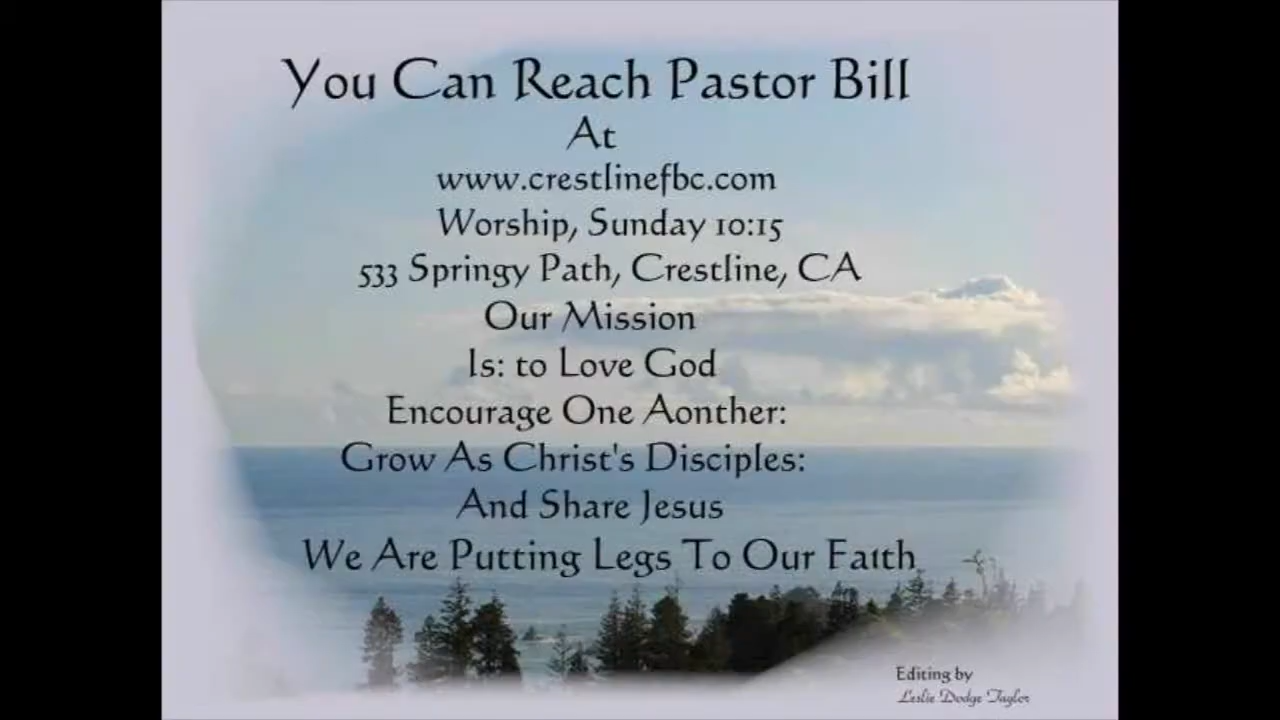 You Can Reach Pastor Bill
At
www.crestlinefbc.com
Worship, Sunday 10:15
533 Springy Path, Crestline, CA
Our Mission
Is: to Love God
Encourage One Aonther:
Grow As Christ's Disciples:
And Share Jesus
We Are Putting Legs To Our Faith
Editing by
Leslie Dodge Taylor